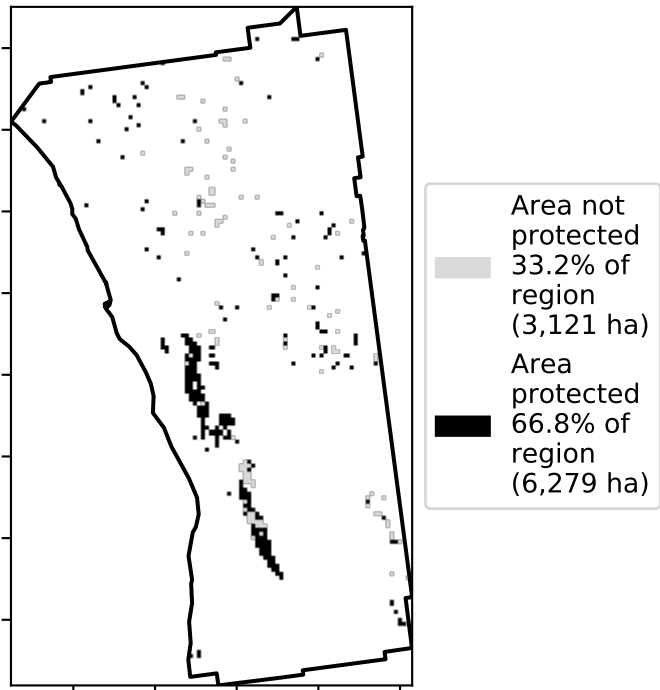 Area not
protected
33.2% of
region
(3,121 ha)
Area
protected
66.8% of
region
(6,279 ha)